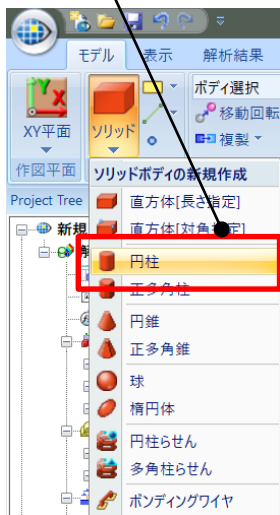 モデル 表示 解析結果
XY平面
ソリッド
ボディ選択
移動回転
複製
作図平面
ソリッドボディの新規作成
Project Tree
直方体[長さ指定]
新規
直方体[対角指定]
円柱
正多角柱
円錐
正多角錐
球
楕円体
円柱らせん
多角柱らせん
ボンディングワイヤ